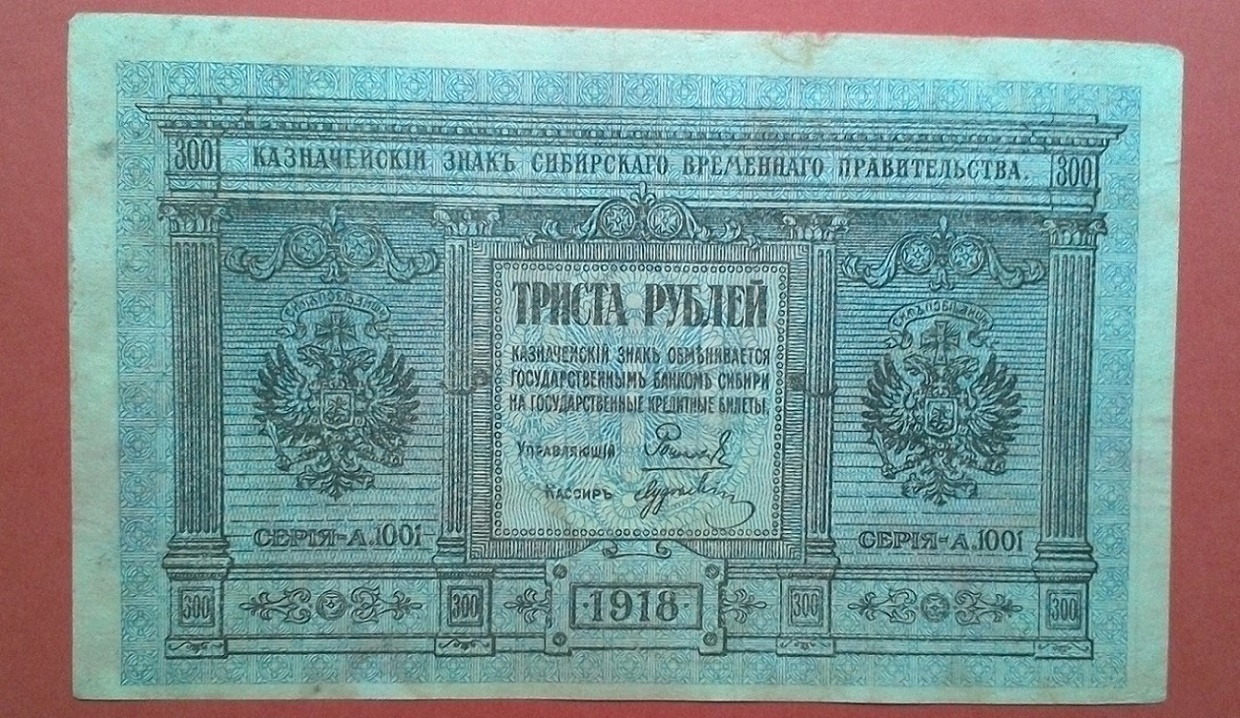 300 КАЗНАЧЕЙСКІЙ ЗНАКЪ СИБИРСКАГО ВРЕМЕННАГО ПРАВИТЕЛЬСТВА. 300
ТРИСТА РУБЛЕЙ
КАЗНАЧЕЙСКІЙ ЗНАКЪ ОБМѢНИВАЕТСЯ
ГОСУДАРСТВЕННЫМЪ БАНКОМЪ СИБИРИ
НА ГОСУДАРСТВЕННЫЕ КРЕДИТНЫЕ БИЛЕТЫ.
УПРАВЛЯЮЩІЙ
КАССИРЪ
СЕРІЯ-А.1001
СЕРІЯ-А.1001
300 300 ·1918· 300 300